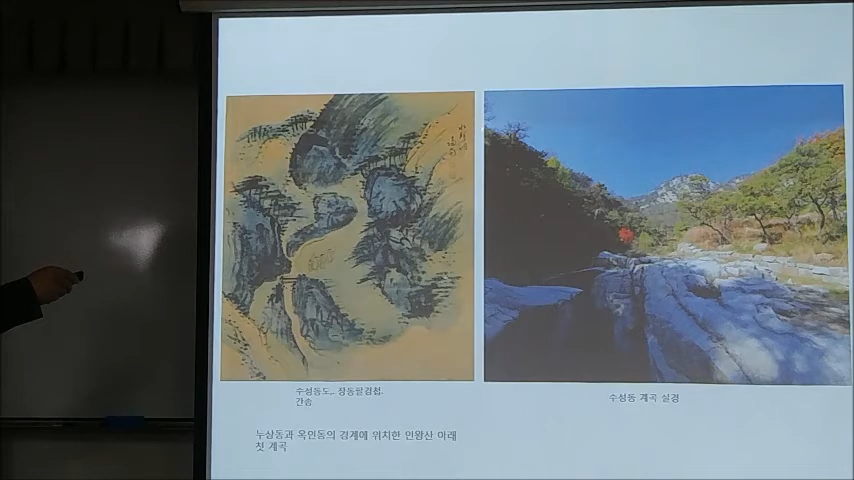 수성동도, 장동팔경첩.
간송
수성동 계곡 실경
누상동과 옥인동의 경계에 위치한 인왕산 아래
첫 계곡